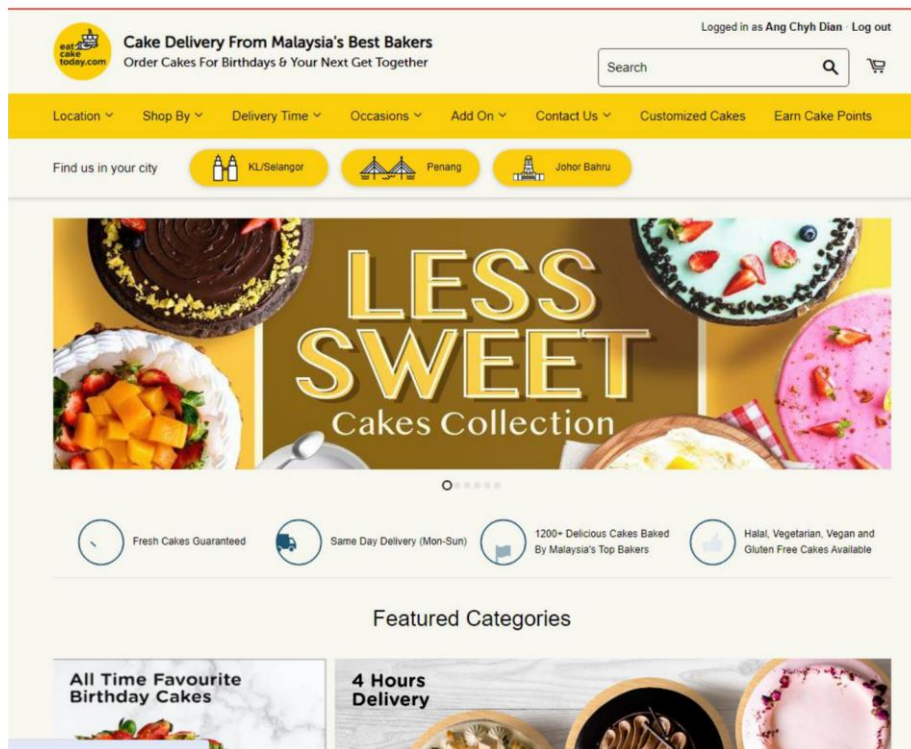 Logged in as Ang Chyh Dian · Log out
eat
cake
today.com
Cake Delivery From Malaysia's Best Bakers
Order Cakes For Birthdays & Your Next Get Together
Search
Location Shop By Delivery Time Occasions Add On Contact Us Customized Cakes Earn Cake Points
Find us in your city KL/Selangor Penang Johor Bahru
LESS
SWEET
Cakes Collection
Fresh Cakes Guaranteed
Same Day Delivery (Mon-Sun)
1200+ Delicious Cakes Baked
By Malaysia's Top Bakers
Halal, Vegetarian, Vegan and
Gluten Free Cakes Available
Featured Categories
All Time Favourite
Birthday Cakes
4 Hours
Delivery